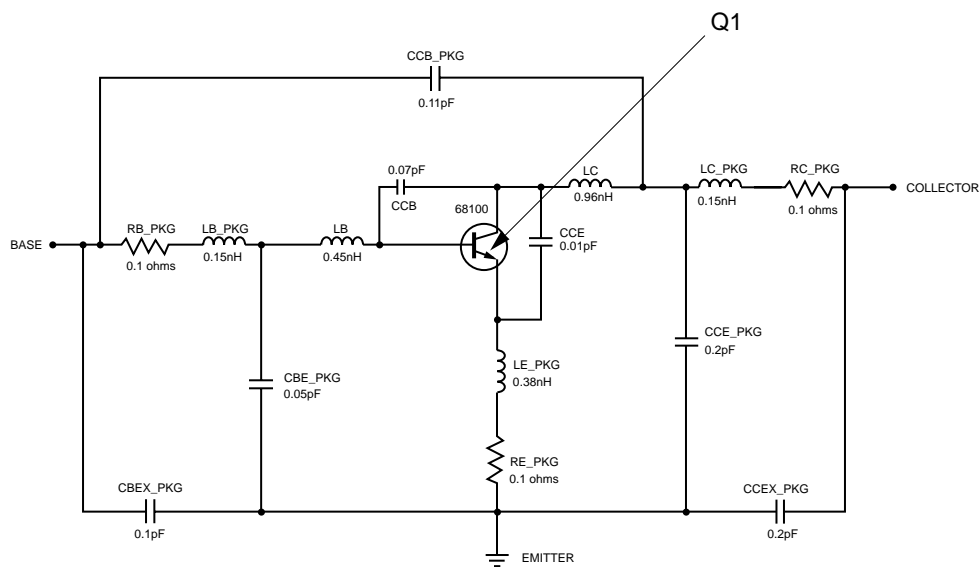 Q1
CCB_PKG
0.11pF
0.07pF
CCB
LC
0.96nH
LC_PKG
0.15nH
RC_PKG
0.1 ohms
COLLECTOR
68100
CCE
0.01pF
BASE
RB_PKG
0.1 ohms
LB_PKG
0.15nH
LB
0.45nH
CCE_PKG
0.2pF
LE_PKG
0.38nH
CBE_PKG
0.05pF
RE_PKG
0.1 ohms
CBEX_PKG
0.1pF
CCEX_PKG
0.2pF
EMITTER